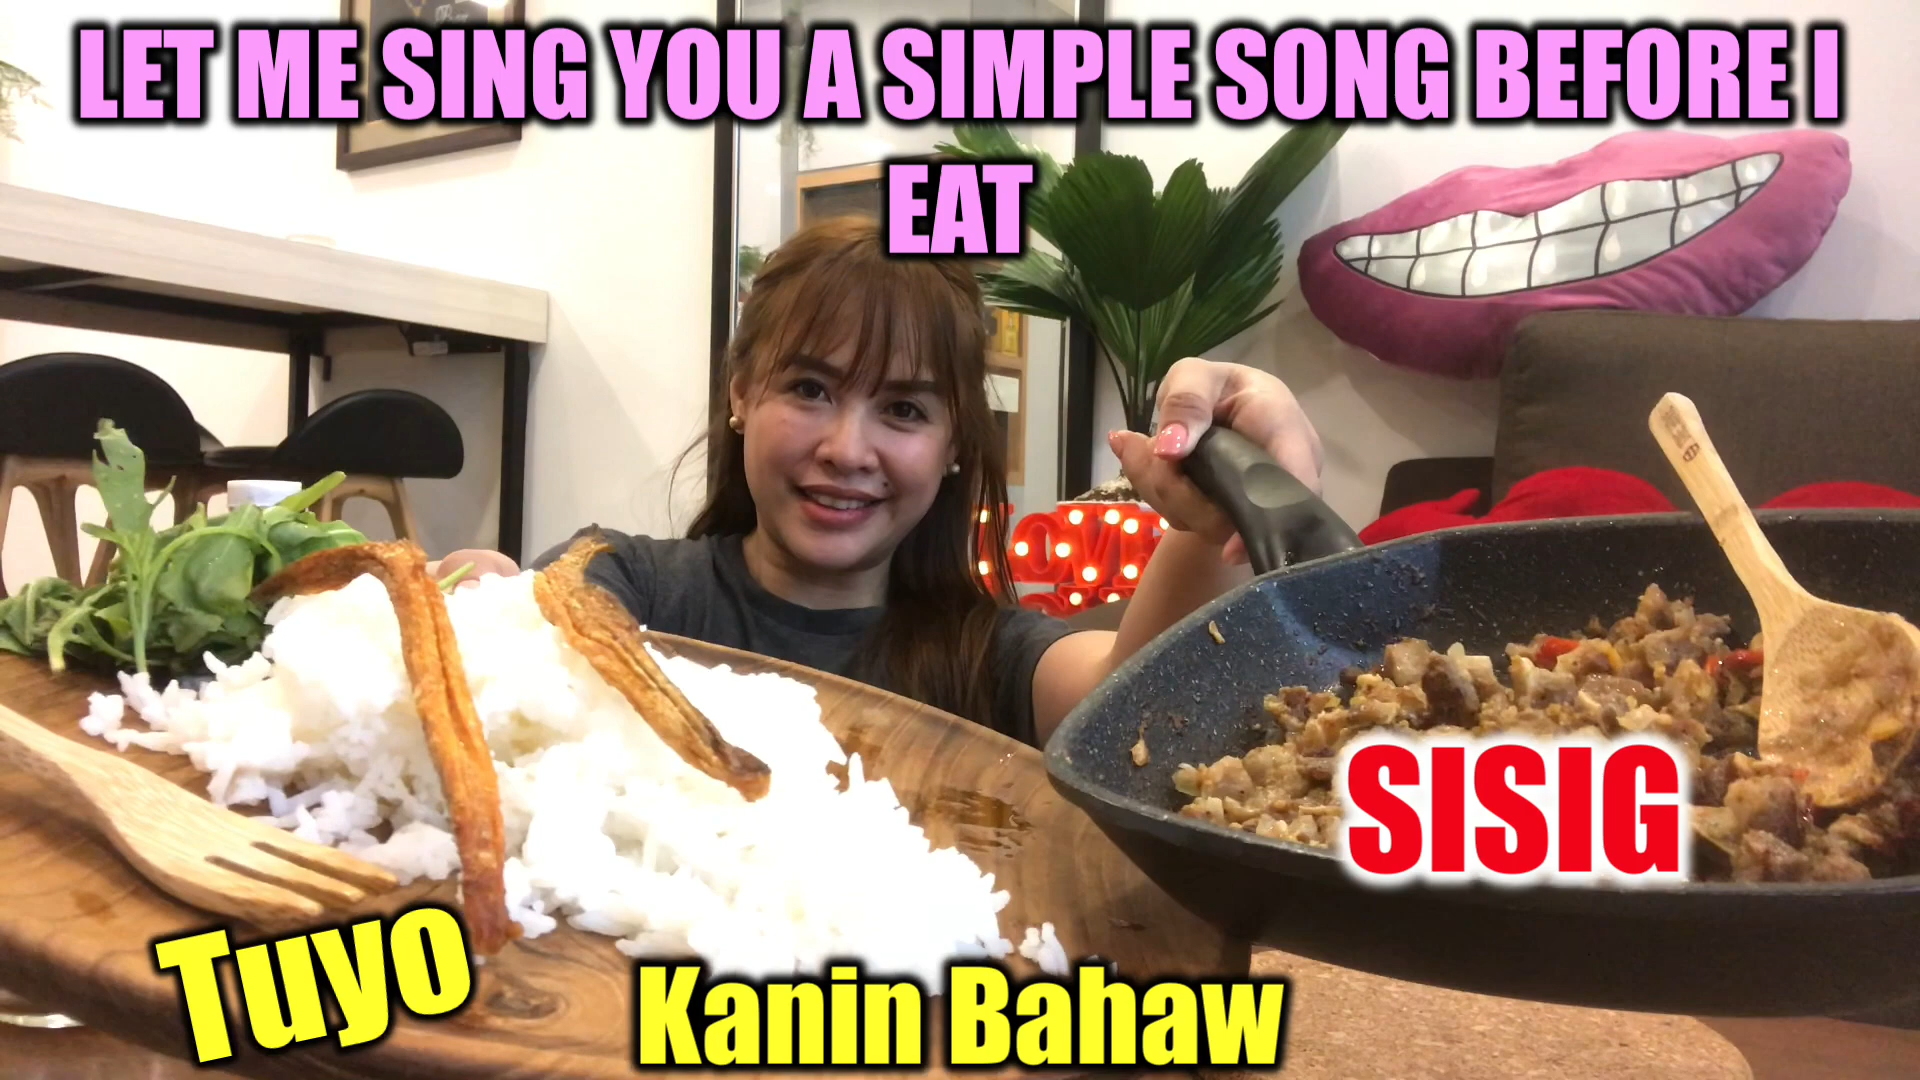 LET ME SING YOU A SIMPLE SONG BEFORE I
EAT
SISIG
Tuyo
Kanin Bahaw